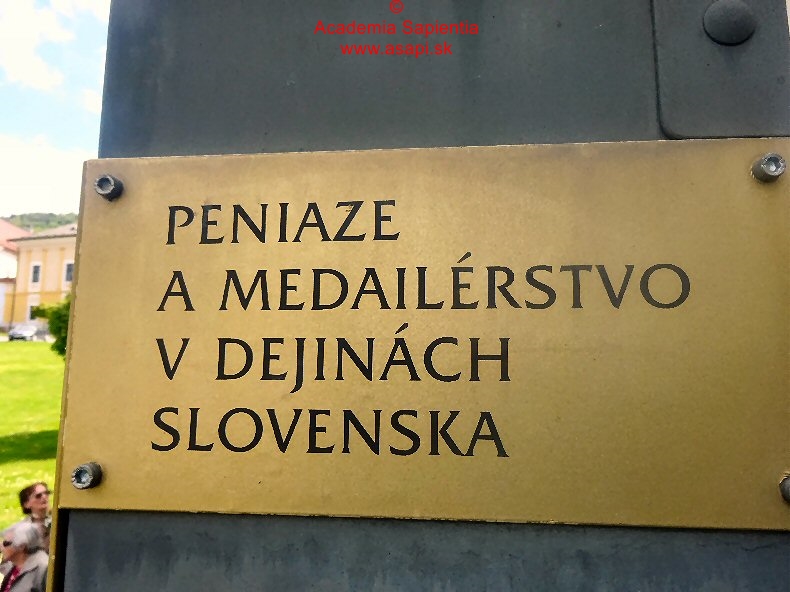 ©
Academia Sapientia
www.asapi.sk
PENIAZE
A MEDAILÉRSTVO
V DEJINÁCH
SLOVENSKA